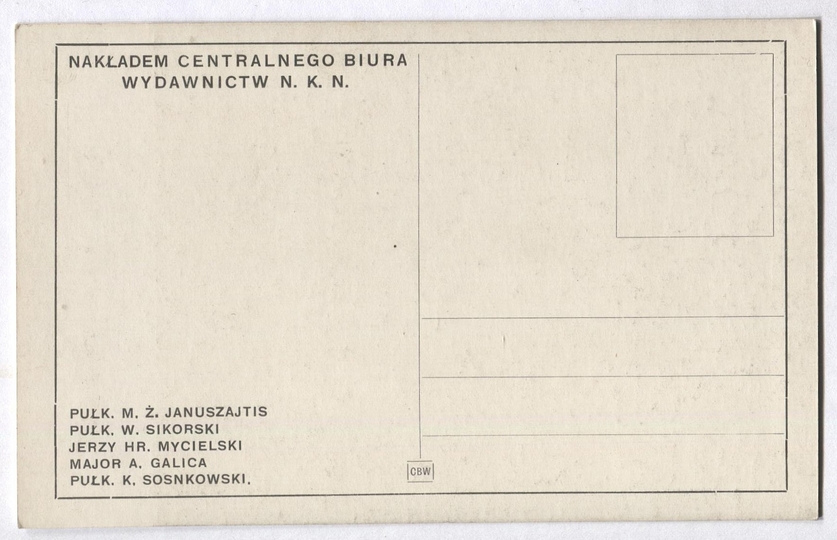 NAKŁADEM CENTRALNEGO BIURA
WYDAWNICTW N. K. N.
PUŁK. M. Ż. JANUSZAJTIS
PUŁK. W. SIKORSKI
JERZY HR. MYCIELSKI
MAJOR A. GALICA
PUŁK. K. SOSNKOWSKI.
CBW